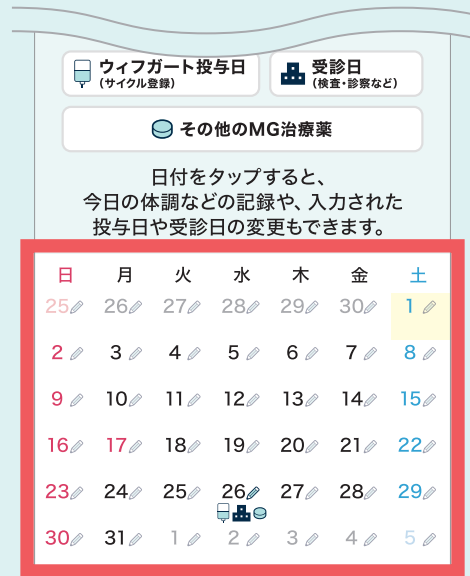 ウィフガート投与日
（サイクル登録）
受診日
（検査・診察など）
その他のMG治療薬
日付をタップすると、
今日の体調などの記録や、入力された
投与日や受診日の変更もできます。
日 月 火 水 木 金 土
25 26 27 28 29 30 1
2 3 4 5 6 7 8
9 10 11 12 13 14 15
16 17 18 19 20 21 22
23 24 25 26 27 28 29
30 31 1 2 3 4 5